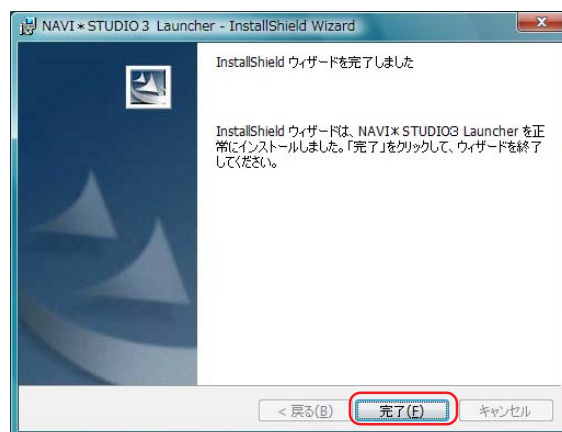 NAVI＊STUDIO 3 Launcher - InstallShield Wizard
InstallShield ウィザードを完了しました
InstallShield ウィザードは、NAVI＊STUDIO3 Launcher を正
常にインストールしました。「完了」をクリックして、ウィザードを終了
してください。
< 戻る(B)
完了(F)
キャンセル